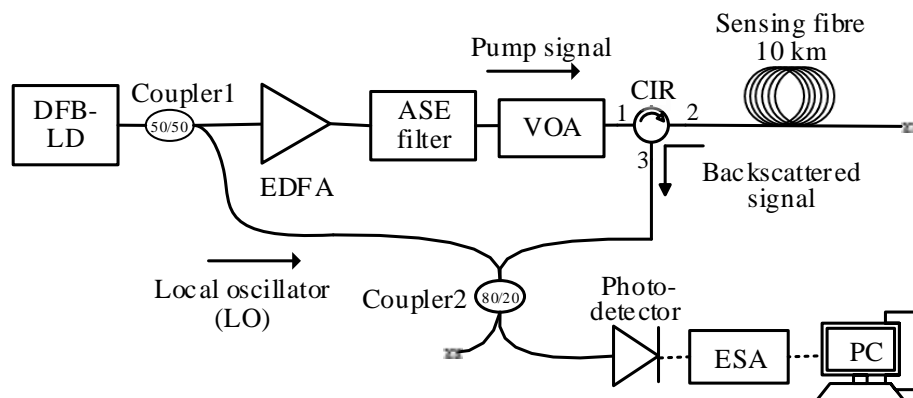 Sensing fibre
10 km
Pump signal
Coupler1
CIR
DFB-
LD
50/50
ASE
filter
VOA
1
2
3
EDFA
Backscattered
signal
Local oscillator
(LO)
Coupler2
80/20
Photo-
detector
ESA
PC